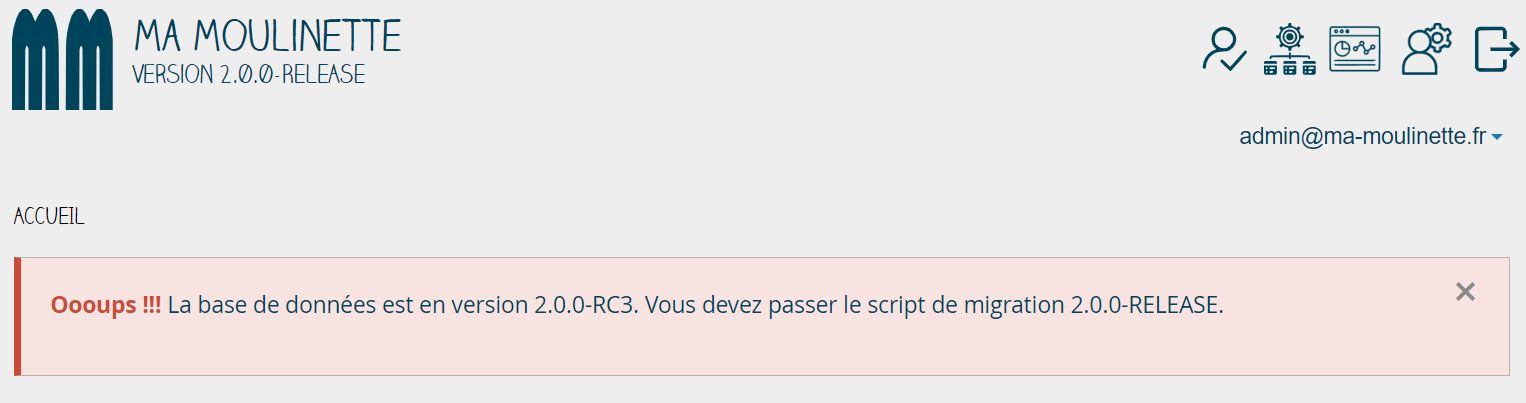 MA MOULINETTE
VERSION 2.0.0-RELEASE
admin@ma-moulinette.fr
ACCUEIL
Oooups !!! La base de données est en version 2.0.0-RC3. Vous devez passer le script de migration 2.0.0-RELEASE.